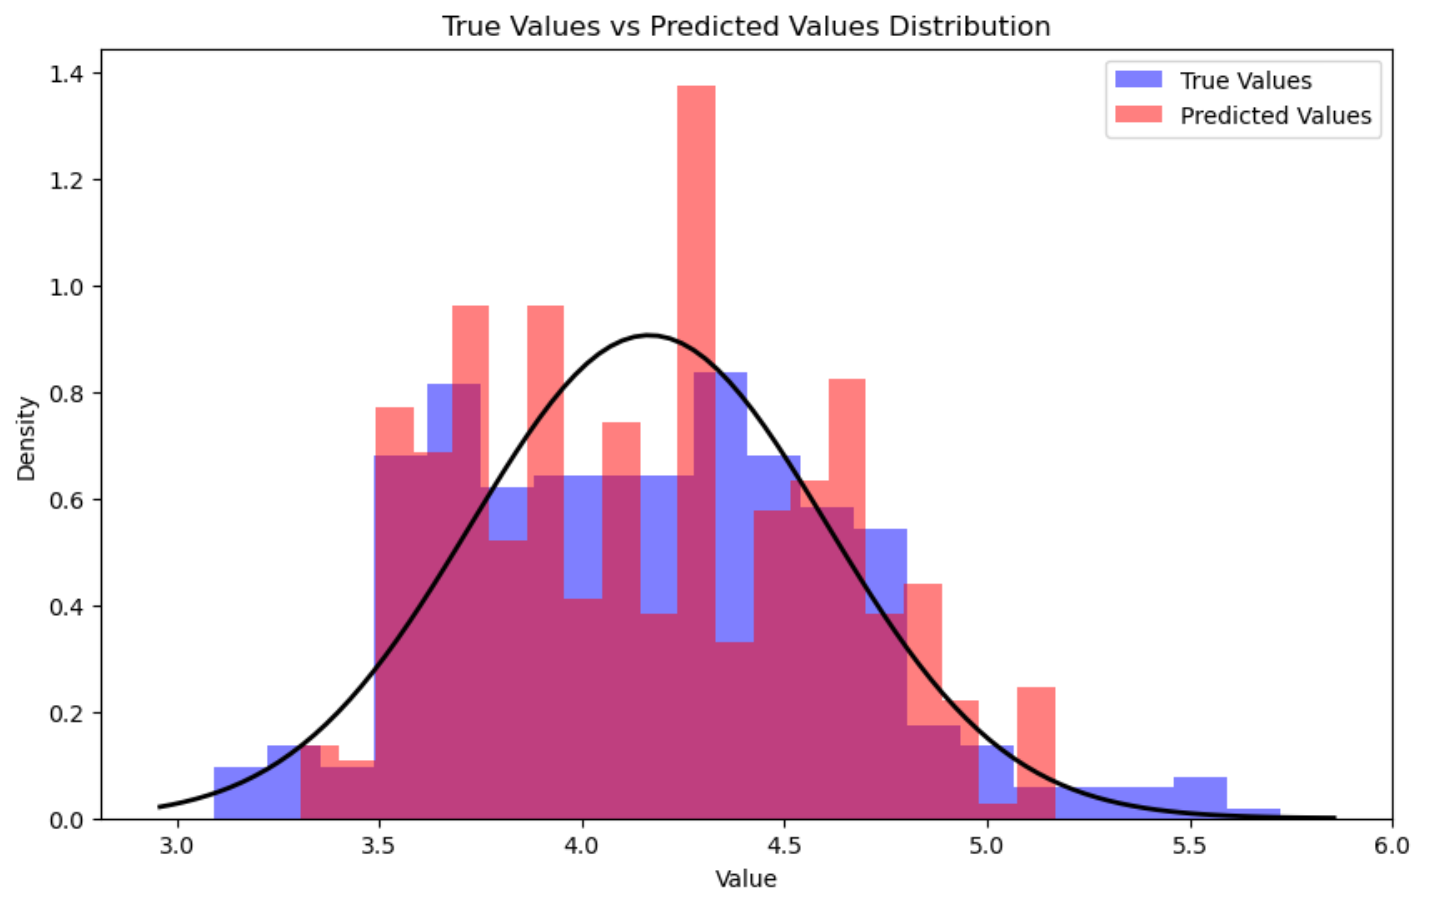 True Values vs Predicted Values Distribution
True Values
Predicted Values
Density
1.4
1.2
1.0
0.8
0.6
0.4
0.2
0.0
3.0 3.5 4.0 4.5 5.0 5.5 6.0
Value